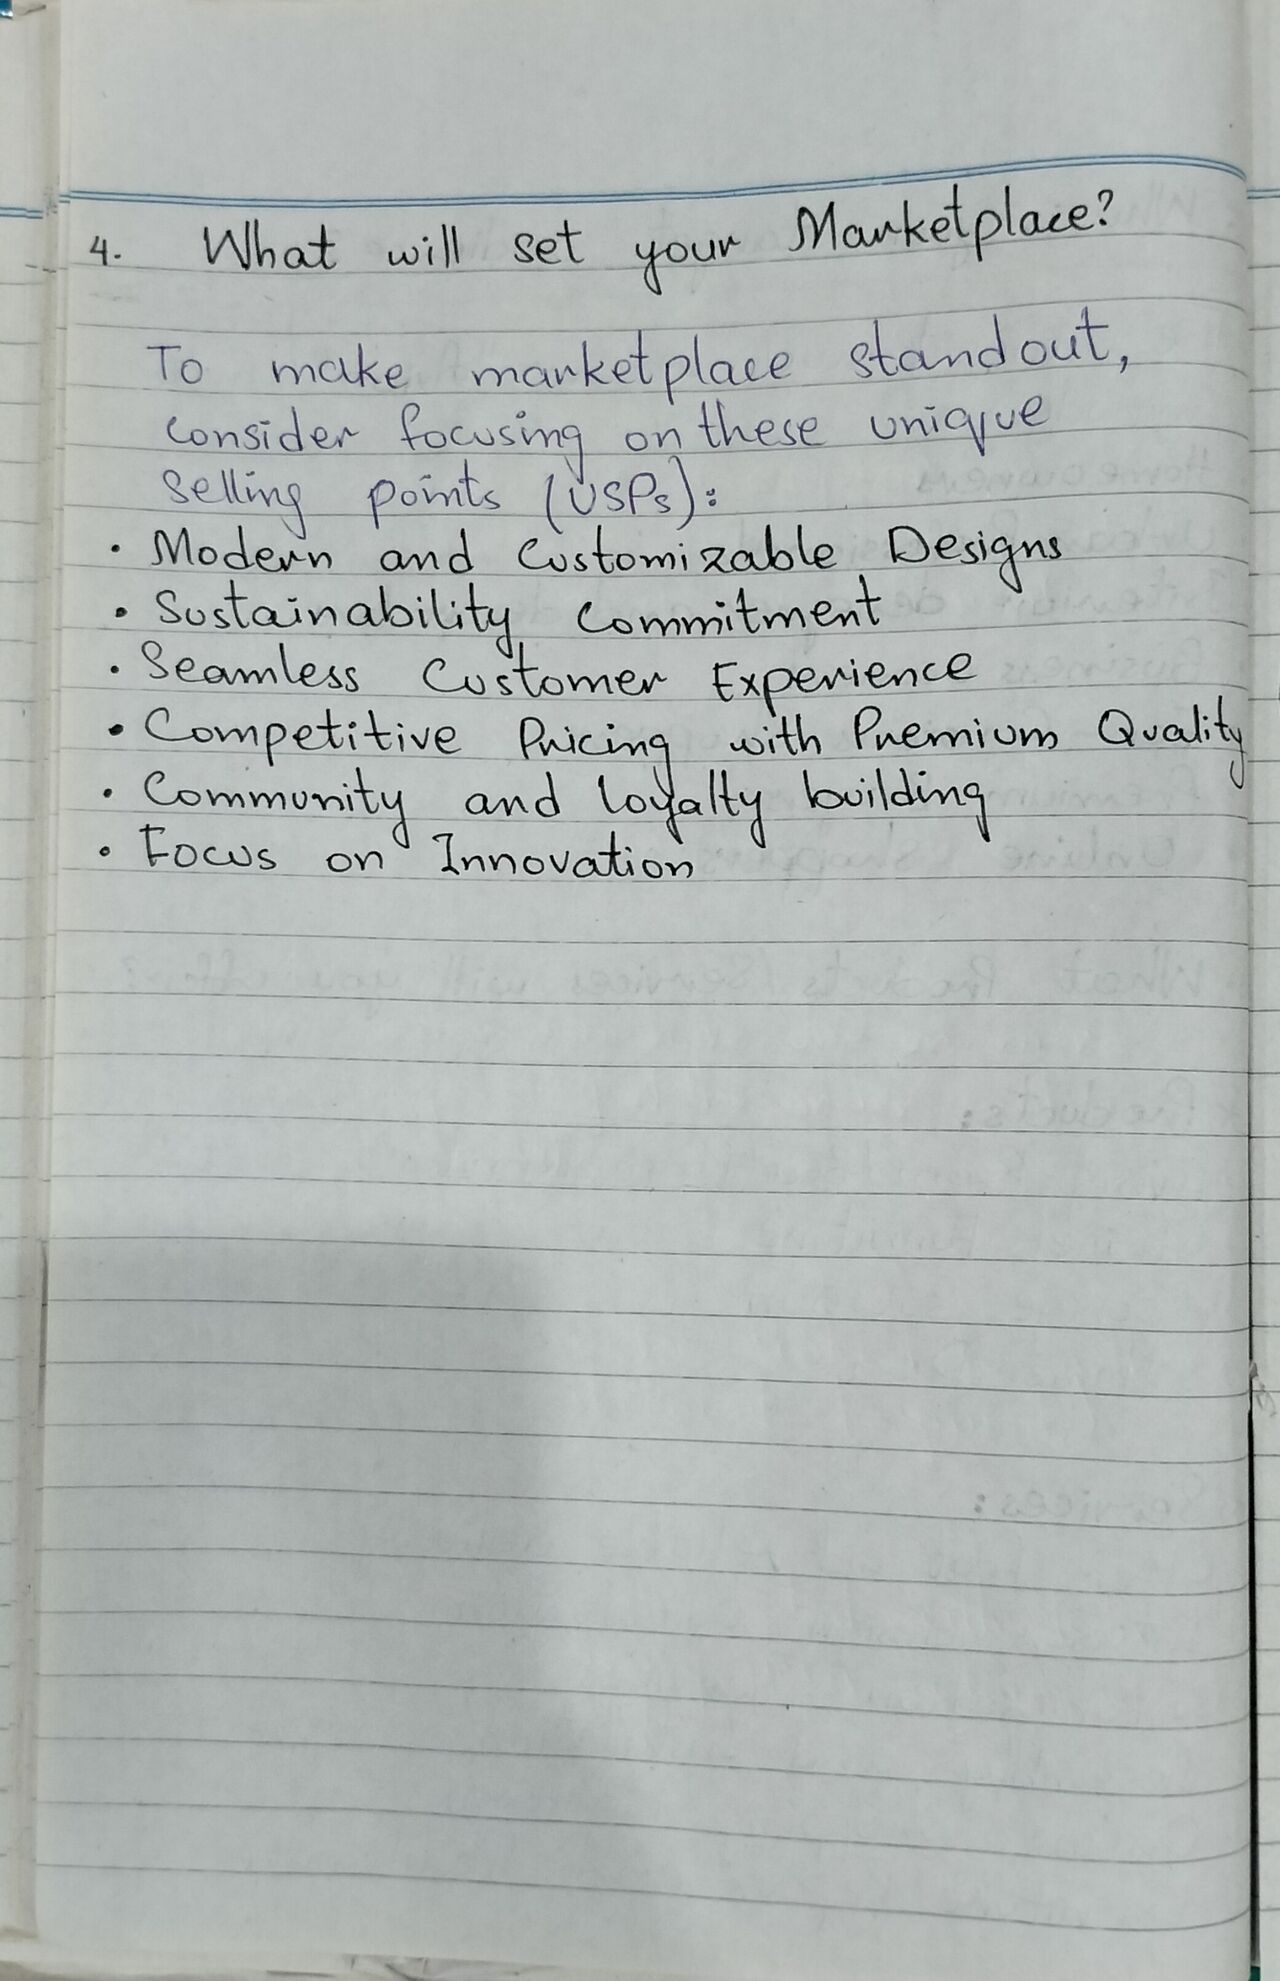 4. What will set your Marketplace?
To make marketplace standout,
consider focusing on these unique
selling points (USPs):
• Modern and Customizable Designs
• Sustainability Commitment
• Seamless Customer Experience
• Competitive Pricing with Premium Quality
• Community and loyalty building
• Focus on Innovation